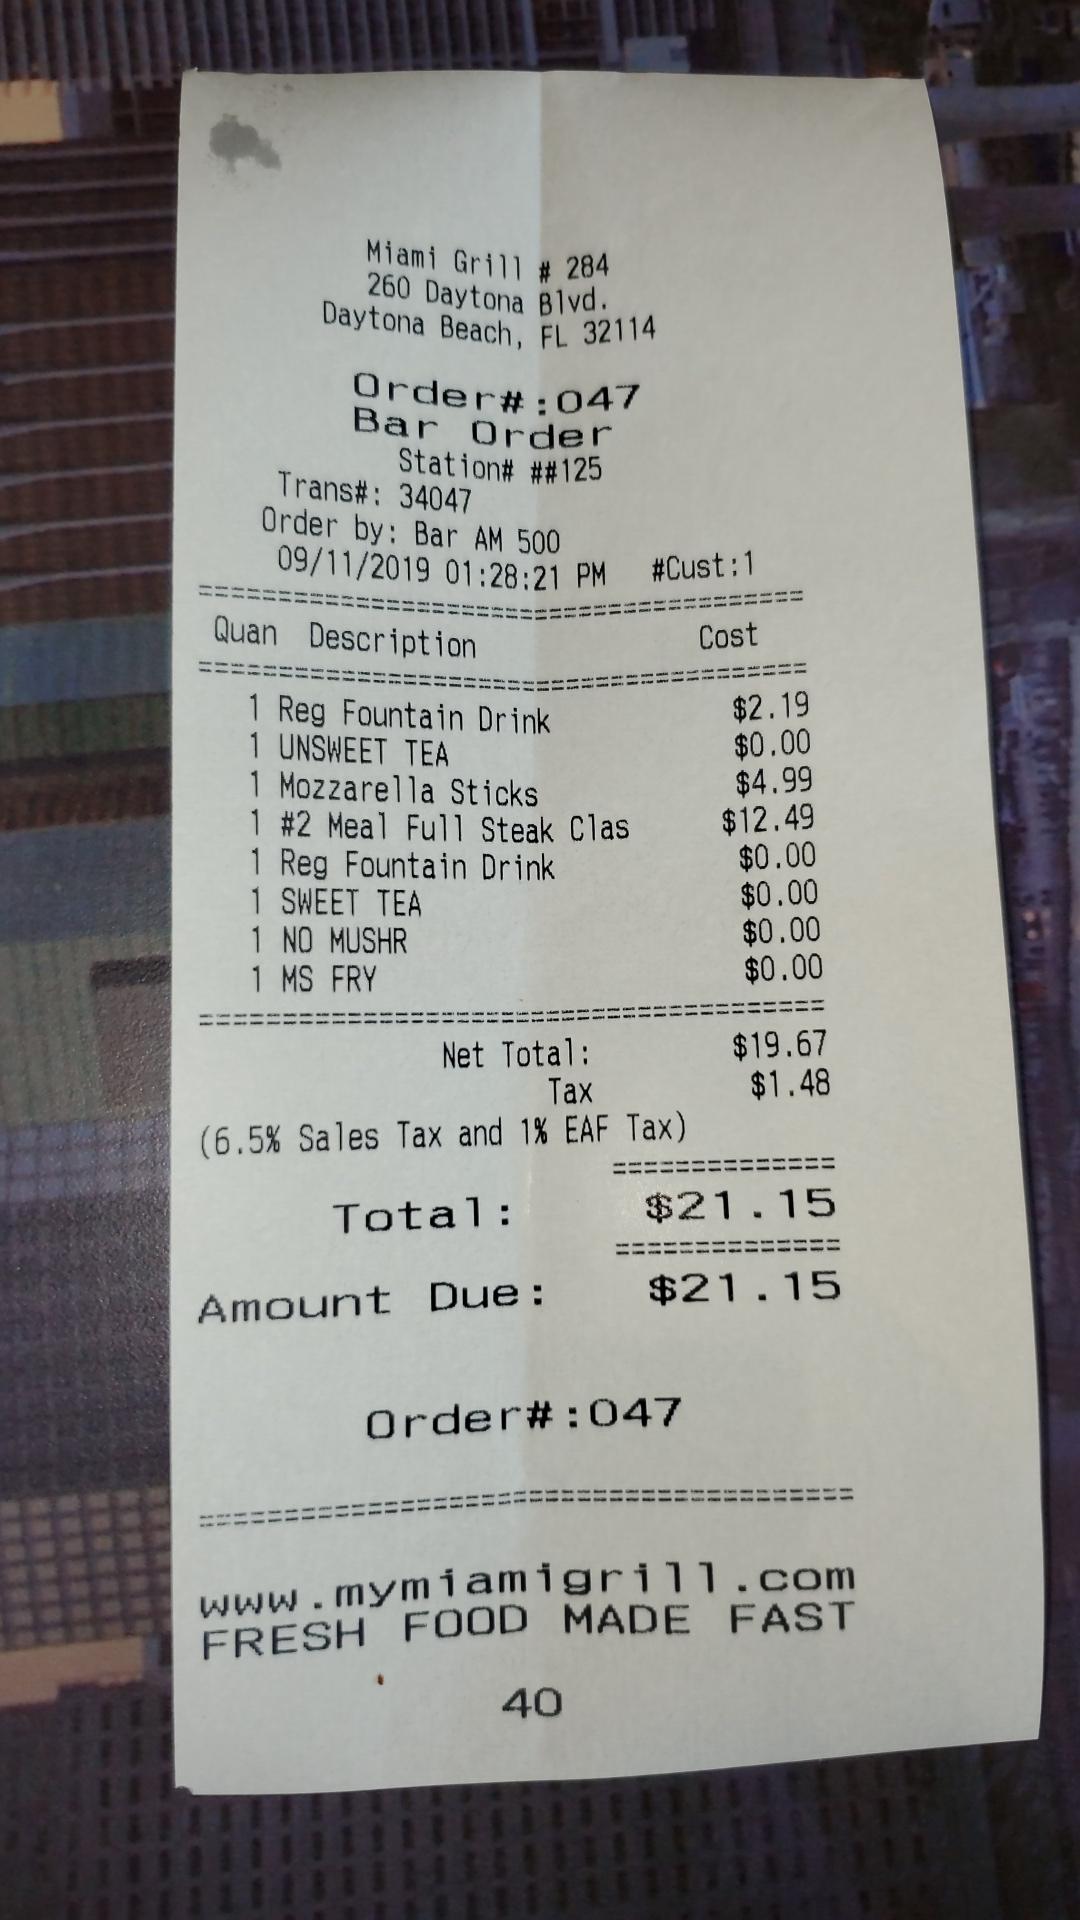 Miami Grill # 284
260 Daytona Blvd.
Daytona Beach, FL 32114
Order#:047
Bar Order
Station# ##125
Trans#: 34047
Order by: Bar AM 500
09/11/2019 01:28:21 PM #Cust:1
=======================================
Quan Description Cost
=======================================
1 Reg Fountain Drink $2.19
1 UNSWEET TEA $0.00
1 Mozzarella Sticks $4.99
1 #2 Meal Full Steak Clas $12.49
1 Reg Fountain Drink $0.00
1 SWEET TEA $0.00
1 NO MUSHR $0.00
1 MS FRY $0.00
=======================================
Net Total: $19.67
Tax $1.48
(6.5% Sales Tax and 1% EAF Tax)
==============
Total: $21.15
==============
Amount Due: $21.15
Order#:047
=======================================
www.mymiamigrill.com
FRESH FOOD MADE FAST
40